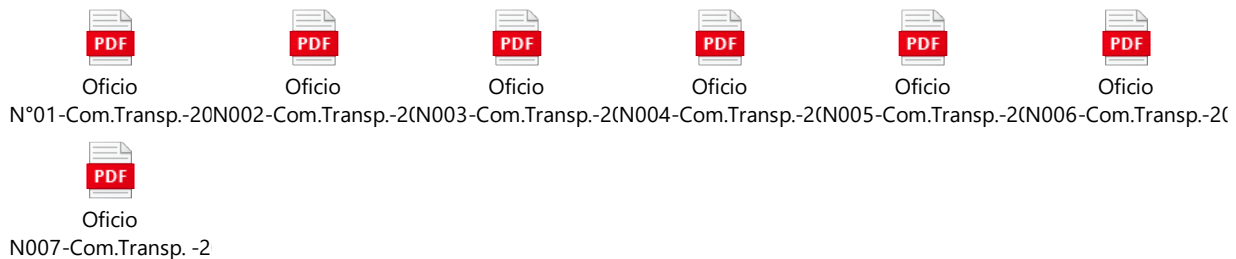 PDF PDF PDF PDF PDF PDF
Oficio Oficio Oficio Oficio Oficio Oficio
N°01-Com.Transp.-20 N002-Com.Transp.-2( N003-Com.Transp.-2( N004-Com.Transp.-2( N005-Com.Transp.-2( N006-Com.Transp.-2(
PDF
Oficio
N007-Com.Transp. -2